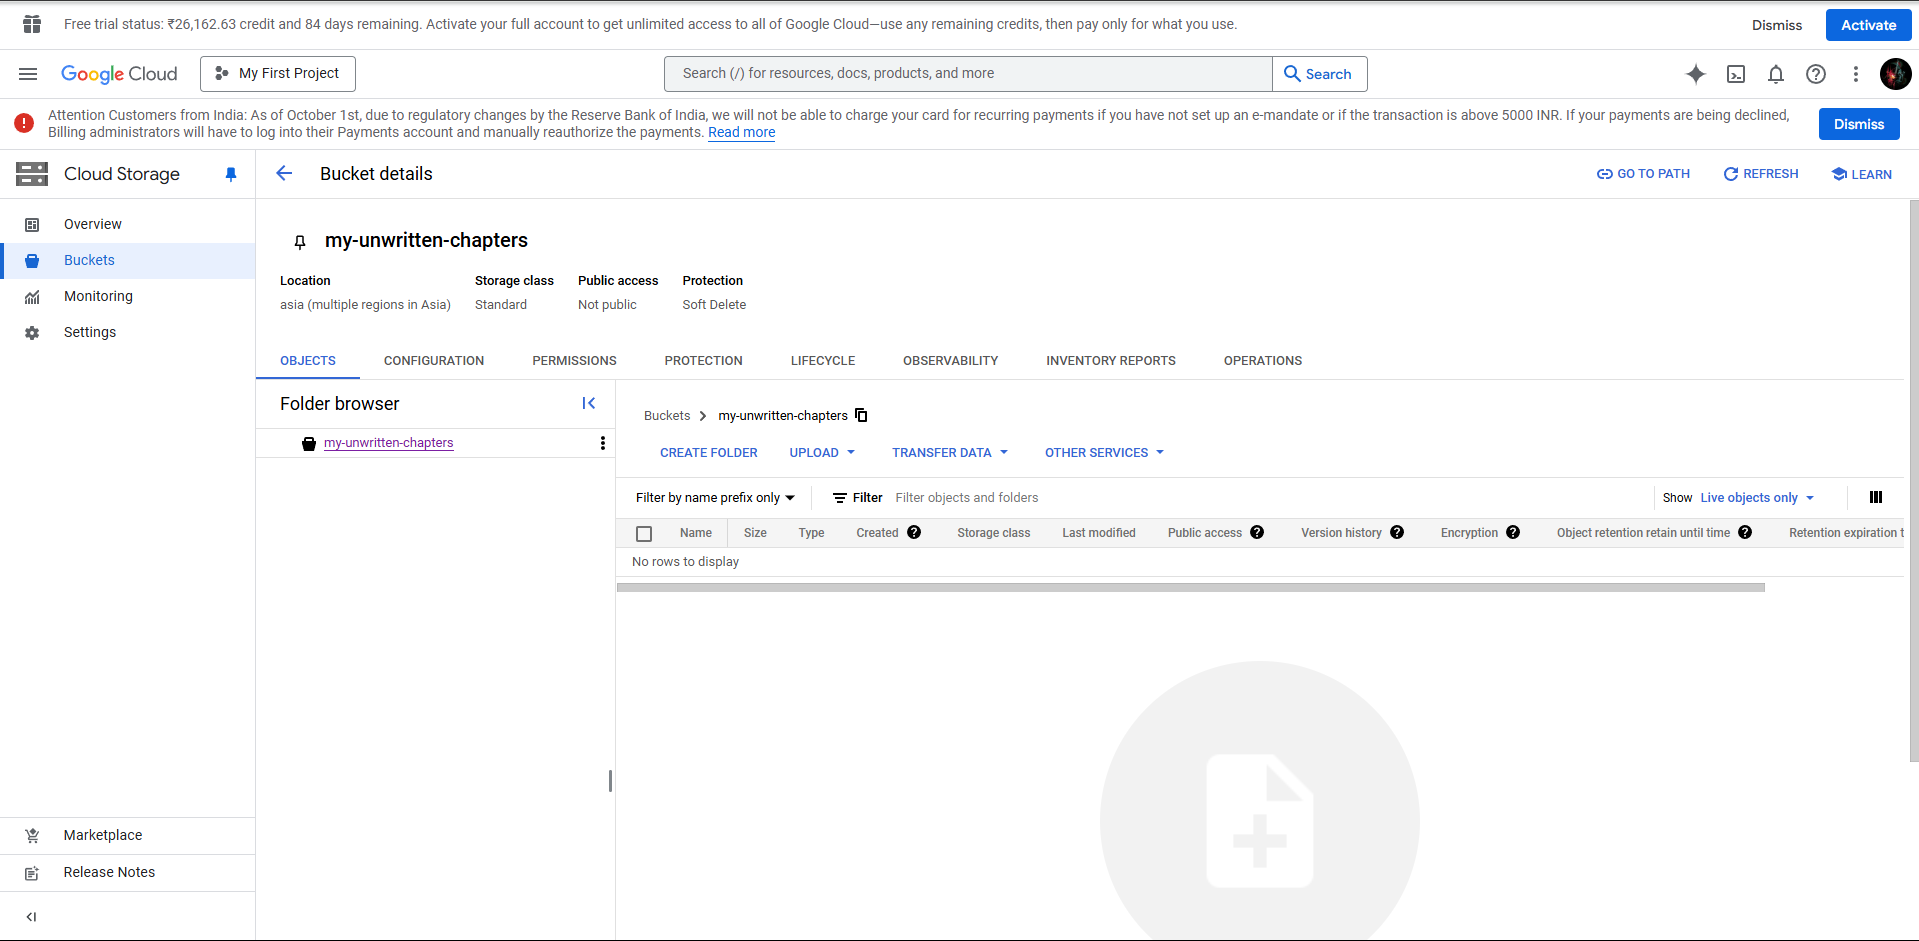 Free trial status: ₹26,162.63 credit and 84 days remaining. Activate your full account to get unlimited access to all of Google Cloud—use any remaining credits, then pay only for what you use.
Dismiss
Activate
Google Cloud
My First Project
Search (/) for resources, docs, products, and more
Search
Attention Customers from India: As of October 1st, due to regulatory changes by the Reserve Bank of India, we will not be able to charge your card for recurring payments if you have not set up an e-mandate or if the transaction is above 5000 INR. If your payments are being declined,
Billing administrators will have to log into their Payments account and manually reauthorize the payments. Read more
Dismiss
Cloud Storage
Overview
Buckets
Monitoring
Settings
Marketplace
Release Notes
Bucket details
GO TO PATH
REFRESH
LEARN
my-unwritten-chapters
Location Storage class Public access Protection
asia (multiple regions in Asia) Standard Not public Soft Delete
OBJECTS CONFIGURATION PERMISSIONS PROTECTION LIFECYCLE OBSERVABILITY INVENTORY REPORTS OPERATIONS
Folder browser
my-unwritten-chapters
Buckets my-unwritten-chapters
CREATE FOLDER UPLOAD TRANSFER DATA OTHER SERVICES
Filter by name prefix only Filter Filter objects and folders Show Live objects only
Name Size Type Created Storage class Last modified Public access Version history Encryption Object retention retain until time Retention expiration t
No rows to display